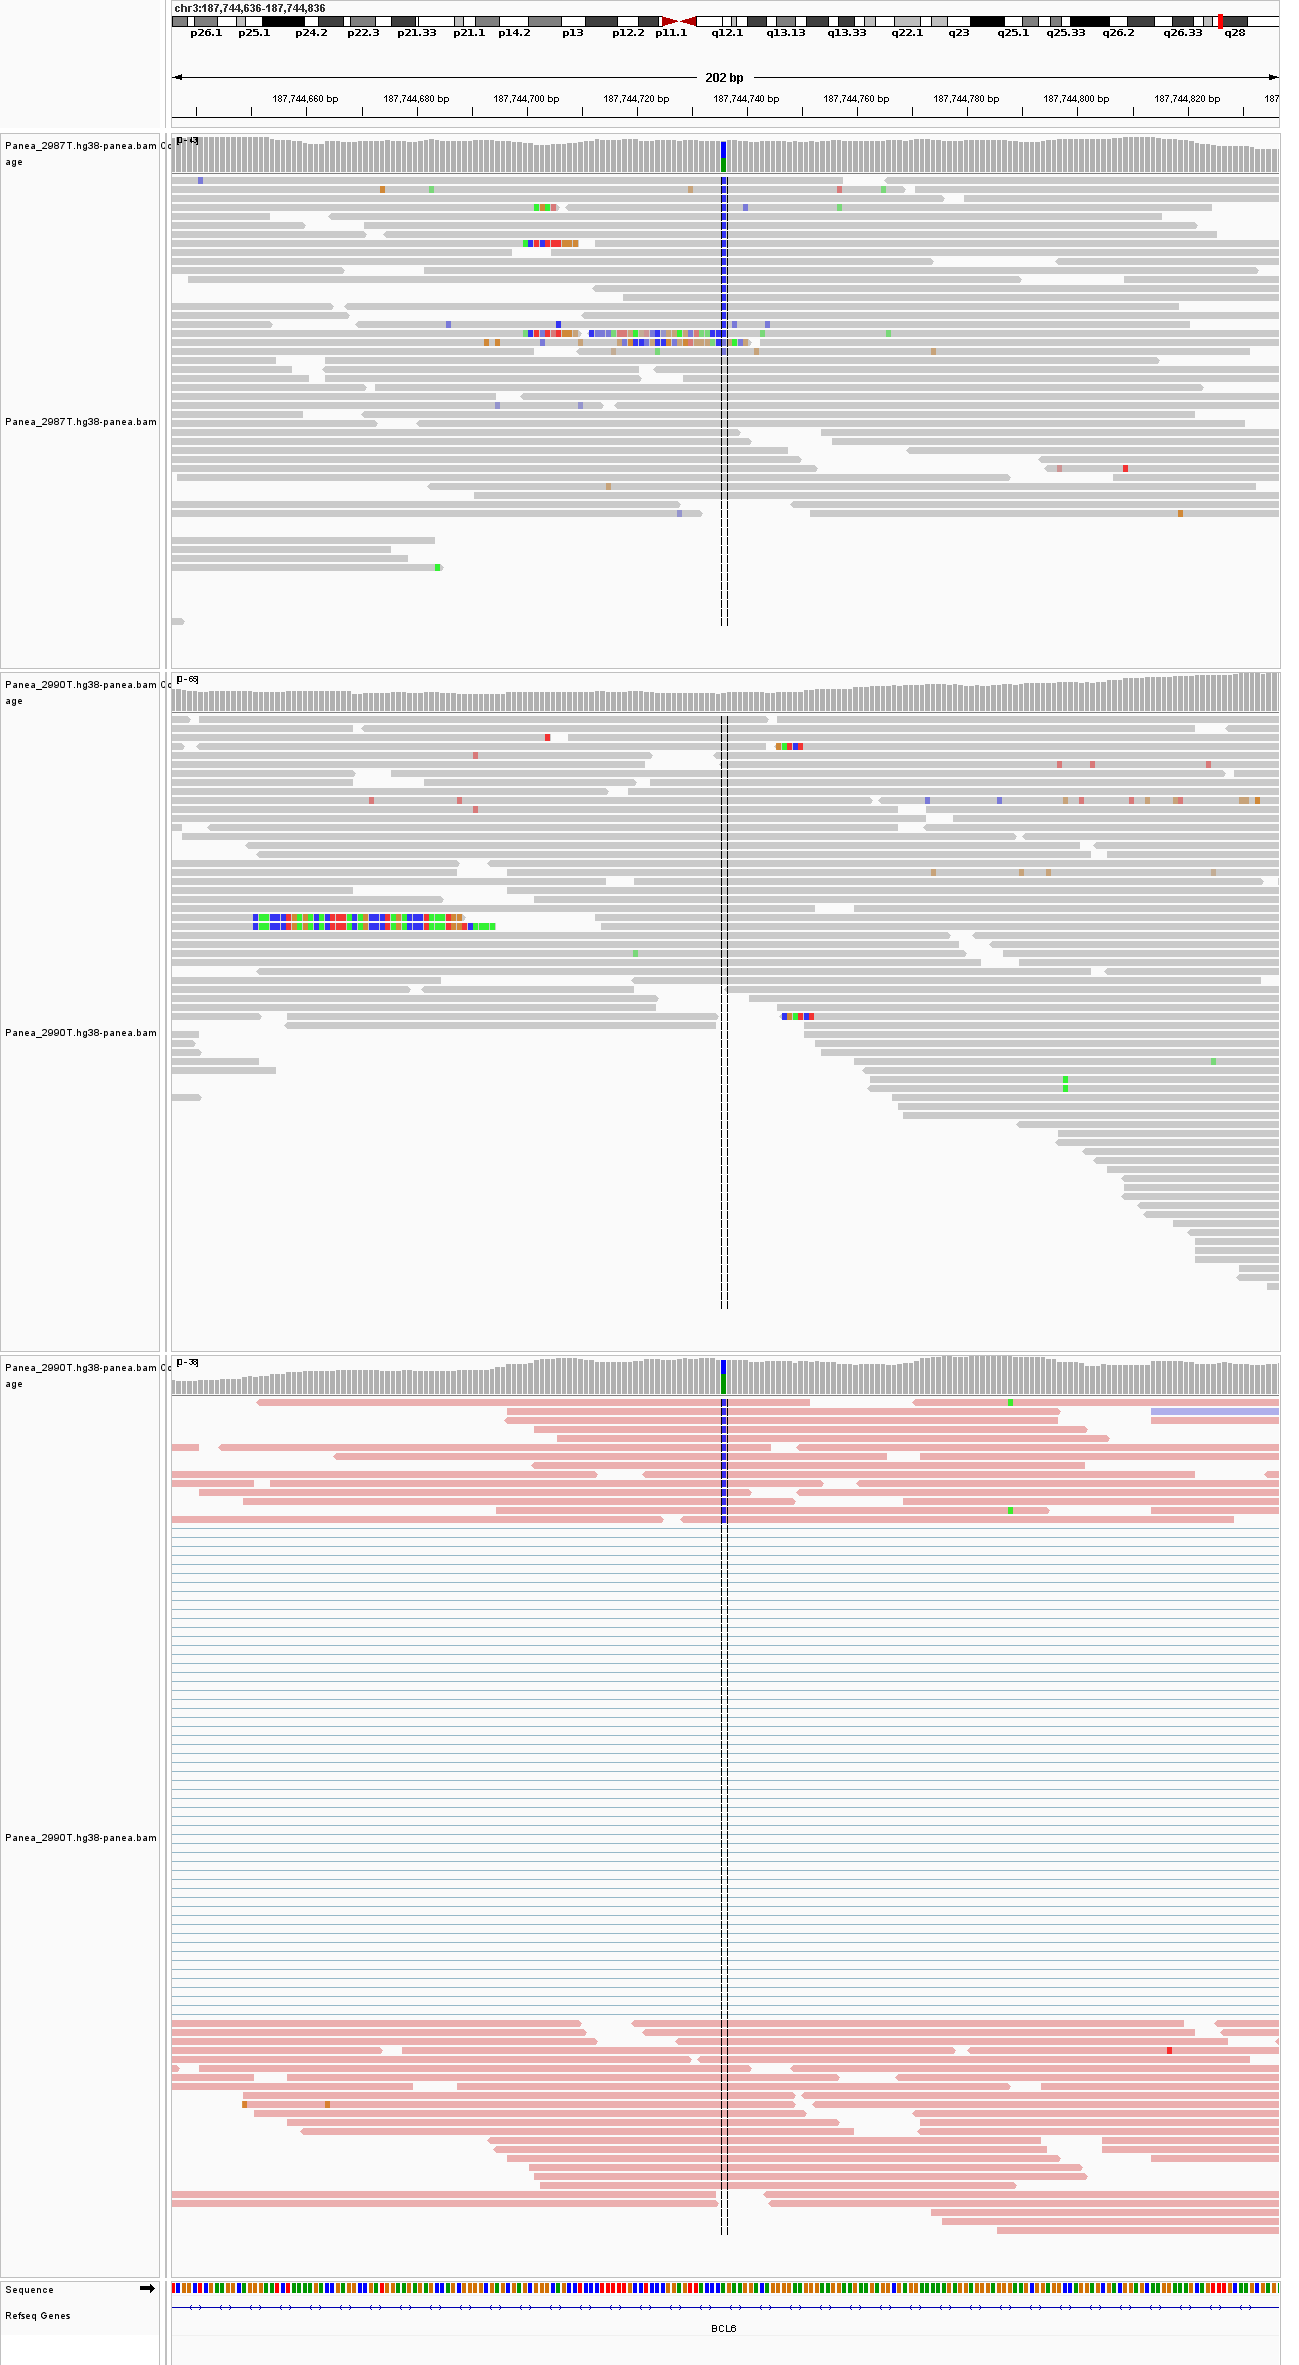 chr3:187,744,636-187,744,836
p26.1 p25.1 p24.2 p22.3 p21.33 p21.1 p14.2 p13 p12.2 p11.1 q12.1 q13.13 q13.33 q22.1 q23 q25.1 q25.33 q26.2 q26.33 q28
202 bp
187,744,660 bp 187,744,680 bp 187,744,700 bp 187,744,720 bp 187,744,740 bp 187,744,760 bp 187,744,780 bp 187,744,800 bp 187,744,820 bp 187
Panea_2987T.hg38-panea.bam Co
age
[0-43]
Panea_2987T.hg38-panea.bam
Panea_2990T.hg38-panea.bam Co
age
Panea_2990T.hg38-panea.bam
Panea_2990T.hg38-panea.bam Co
age
Panea_2990T.hg38-panea.bam
Sequence
Refseq Genes
BCL6